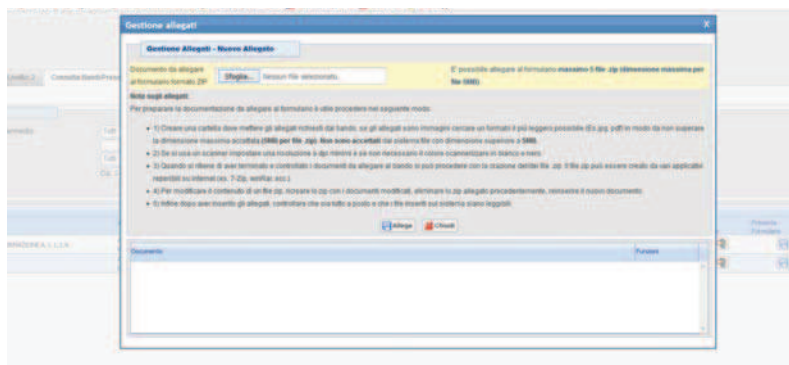 Gestione allegati X
Gestione Allegati - Nuovo Allegato
Documento da allegare
al formulario formato ZIP
Sfoglia... Nessun file selezionato.
E' possibile allegare al formulario massimo 5 file .zip (dimensione massima per
file 5MB).
Note sugli allegati:
Per preparare la documentazione da allegare al formulario è utile procedere nel seguente modo:
1) Creare una cartella dove mettere gli allegati richiesti dal bando, se gli allegati sono immagini cercare un formato il più leggero possibile (Es.jpg, pdf) in modo da non superare
la dimensione massima accettata (5MB per file .zip). Non sono accettati dal sistema file con dimensione superiore a 5MB.
2) Se si usa un scanner impostare una risoluzione a dpi minimi e se non necessario il colore scannerizzare in bianco e nero.
3) Quando si ritiene di aver terminato e controllato i documenti da allegare al bando si può procedere con la crazione del/dei file .zip. Il file zip può essere creato da vari applicativi
reperibili su internet (es. 7-Zip, winRar, ecc.).
4) Per modificare il contenuto di un file zip, ricreare lo zip con i documenti modificati, eliminare lo zip allegato precedentemente, reinserire il nuovo documento.
5) Infine dopo aver inserito gli allegati, controllare che sia tutto a posto e che i file inseriti sul sistema siano leggibili.
Allega Chiudi
Documento Funzioni